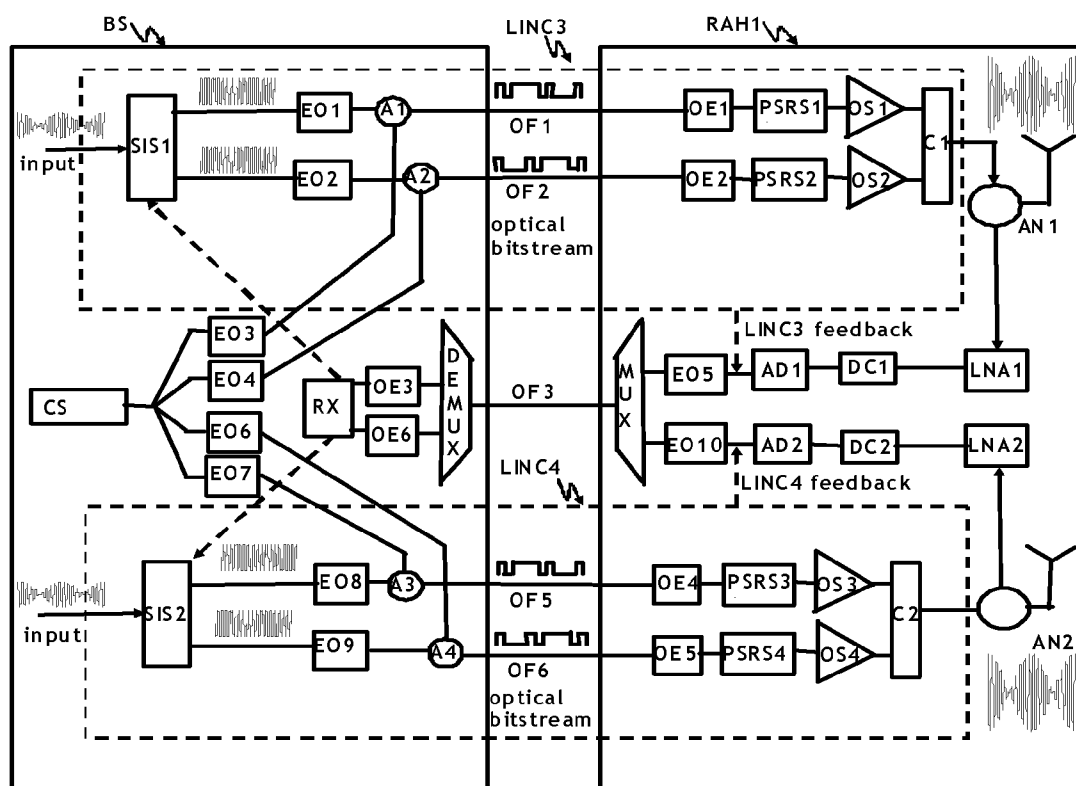 BS
LINC3
RAH1
EO1
A1
OE1
PSRS1
OS1
OF1
SIS1
C1
input
EO2
A2
OF2
OE2
PSRS2
OS2
AN1
optical
bitstream
EO3
LINC3 feedback
EO4
OE3
DEMUX
OF3
MUX
EO5
AD1
DC1
LNA1
CS
RX
EO6
OE6
EO10
AD2
DC2
LNA2
EO7
LINC4
LINC4 feedback
EO8
A3
OF5
OE4
PSRS3
OS3
SIS2
C2
input
EO9
A4
OF6
OE5
PSRS4
OS4
AN2
optical
bitstream